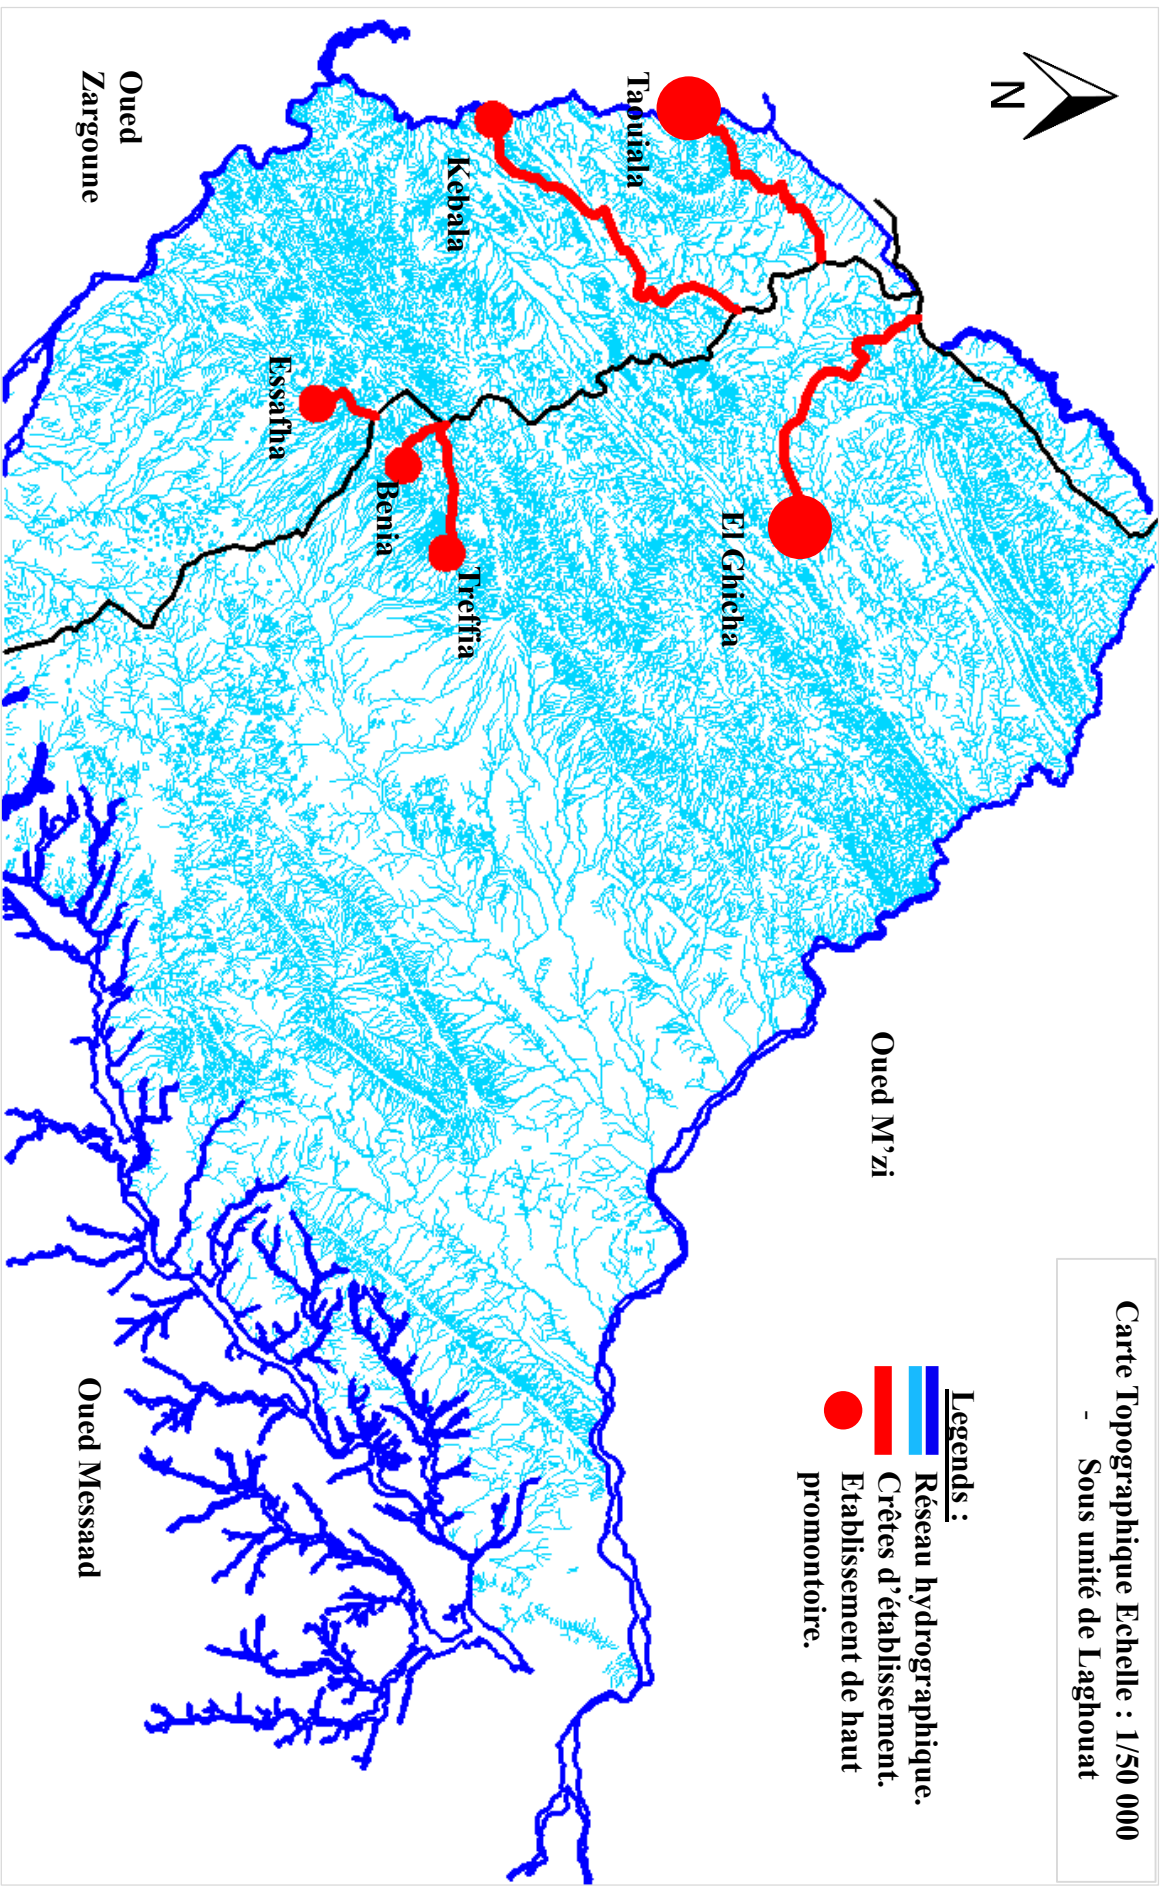 Carte Topographique Echelle : 1/50 000
- Sous unité de Laghouat
N
Legends :
Réseau hydrographique.
Crêtes d'établissement.
Etablissement de haut
promontoire.
Oued M'zi
Taouiala
El Ghicha
Kebala
Treffia
Benia
Essafha
Oued
Zargoune
Oued Messaad